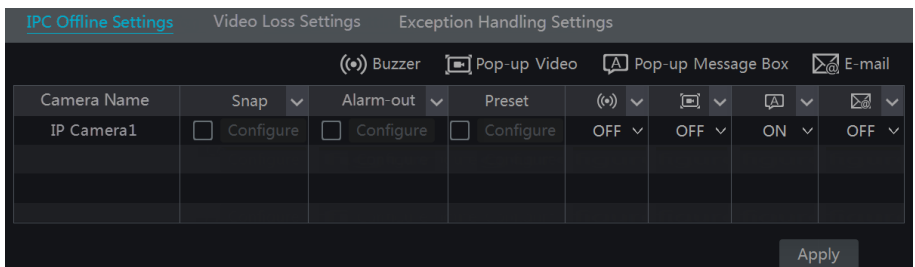 IPC Offline Settings Video Loss Settings Exception Handling Settings
Buzzer Pop-up Video Pop-up Message Box E-mail
Camera Name Snap Alarm-out Preset
IP Camera1 Configure Configure Configure OFF OFF ON OFF
Apply